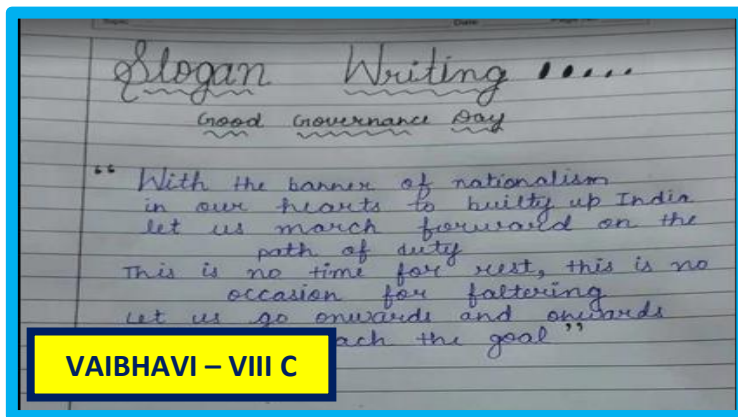 Slogan Writing .....
Good Governance Day
“ With the banner of nationalism
in our hearts to builty up India
let us march forward on the
path of duty
This is no time for rest, this is no
occasion for faltering
Let us go onwards and onwards
ach the goal ”
VAIBHAVI – VIII C